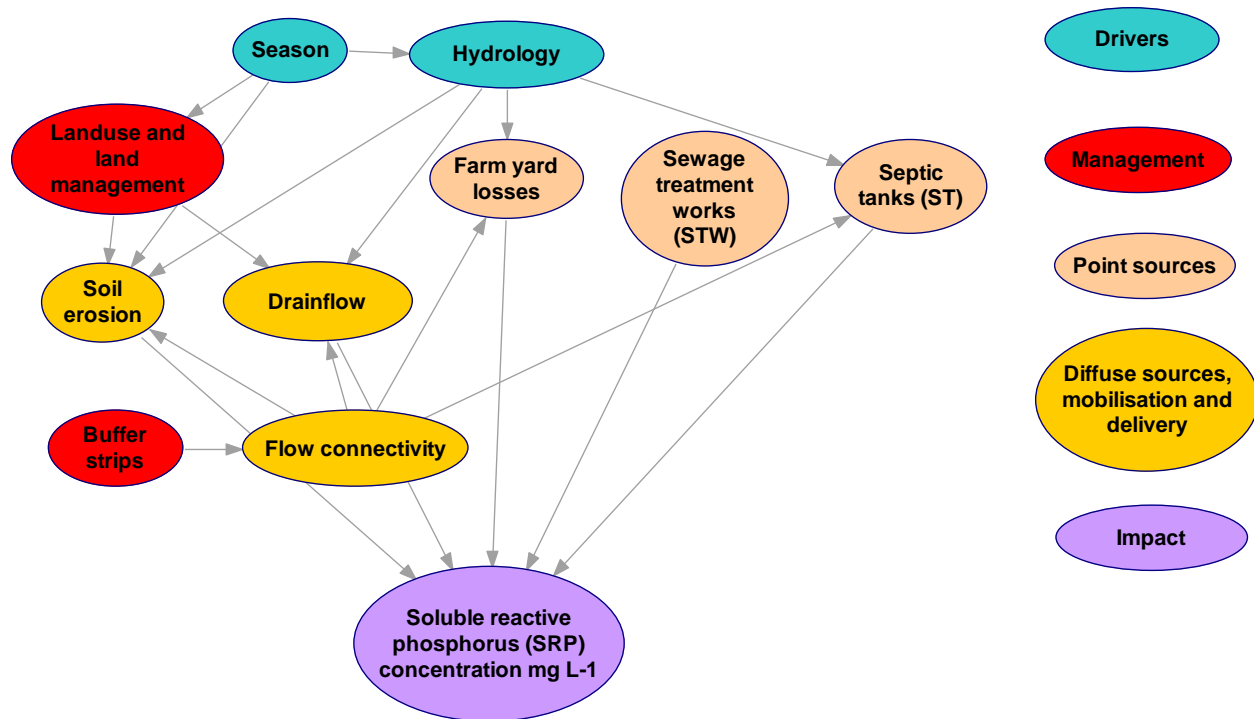 Season
Hydrology
Drivers
Landuse and
land
management
Farm yard
losses
Sewage
treatment
works
(STW)
Septic
tanks (ST)
Management
Soil
erosion
Drainflow
Point sources
Buffer
strips
Flow connectivity
Diffuse sources,
mobilisation and
delivery
Impact
Soluble reactive
phosphorus (SRP)
concentration mg L-1